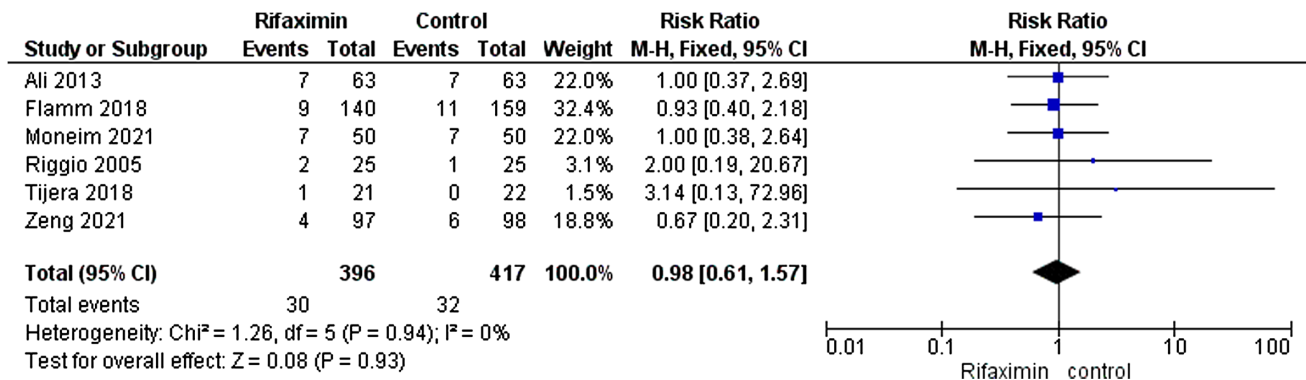 Rifaximin Control Risk Ratio Risk Ratio
Study or Subgroup Events Total Events Total Weight M-H, Fixed, 95% CI M-H, Fixed, 95% CI
Ali 2013 7 63 7 63 22.0% 1.00 [0.37, 2.69]
Flamm 2018 9 140 11 159 32.4% 0.93 [0.40, 2.18]
Moneim 2021 7 50 7 50 22.0% 1.00 [0.38, 2.64]
Riggio 2005 2 25 1 25 3.1% 2.00 [0.19, 20.67]
Tijera 2018 1 21 0 22 1.5% 3.14 [0.13, 72.96]
Zeng 2021 4 97 6 98 18.8% 0.67 [0.20, 2.31]
Total (95% CI) 396 417 100.0% 0.98 [0.61, 1.57]
Total events 30 32
Heterogeneity: Chi² = 1.26, df = 5 (P = 0.94); I² = 0%
Test for overall effect: Z = 0.08 (P = 0.93)
0.01 0.1 1 10 100
Rifaximin control